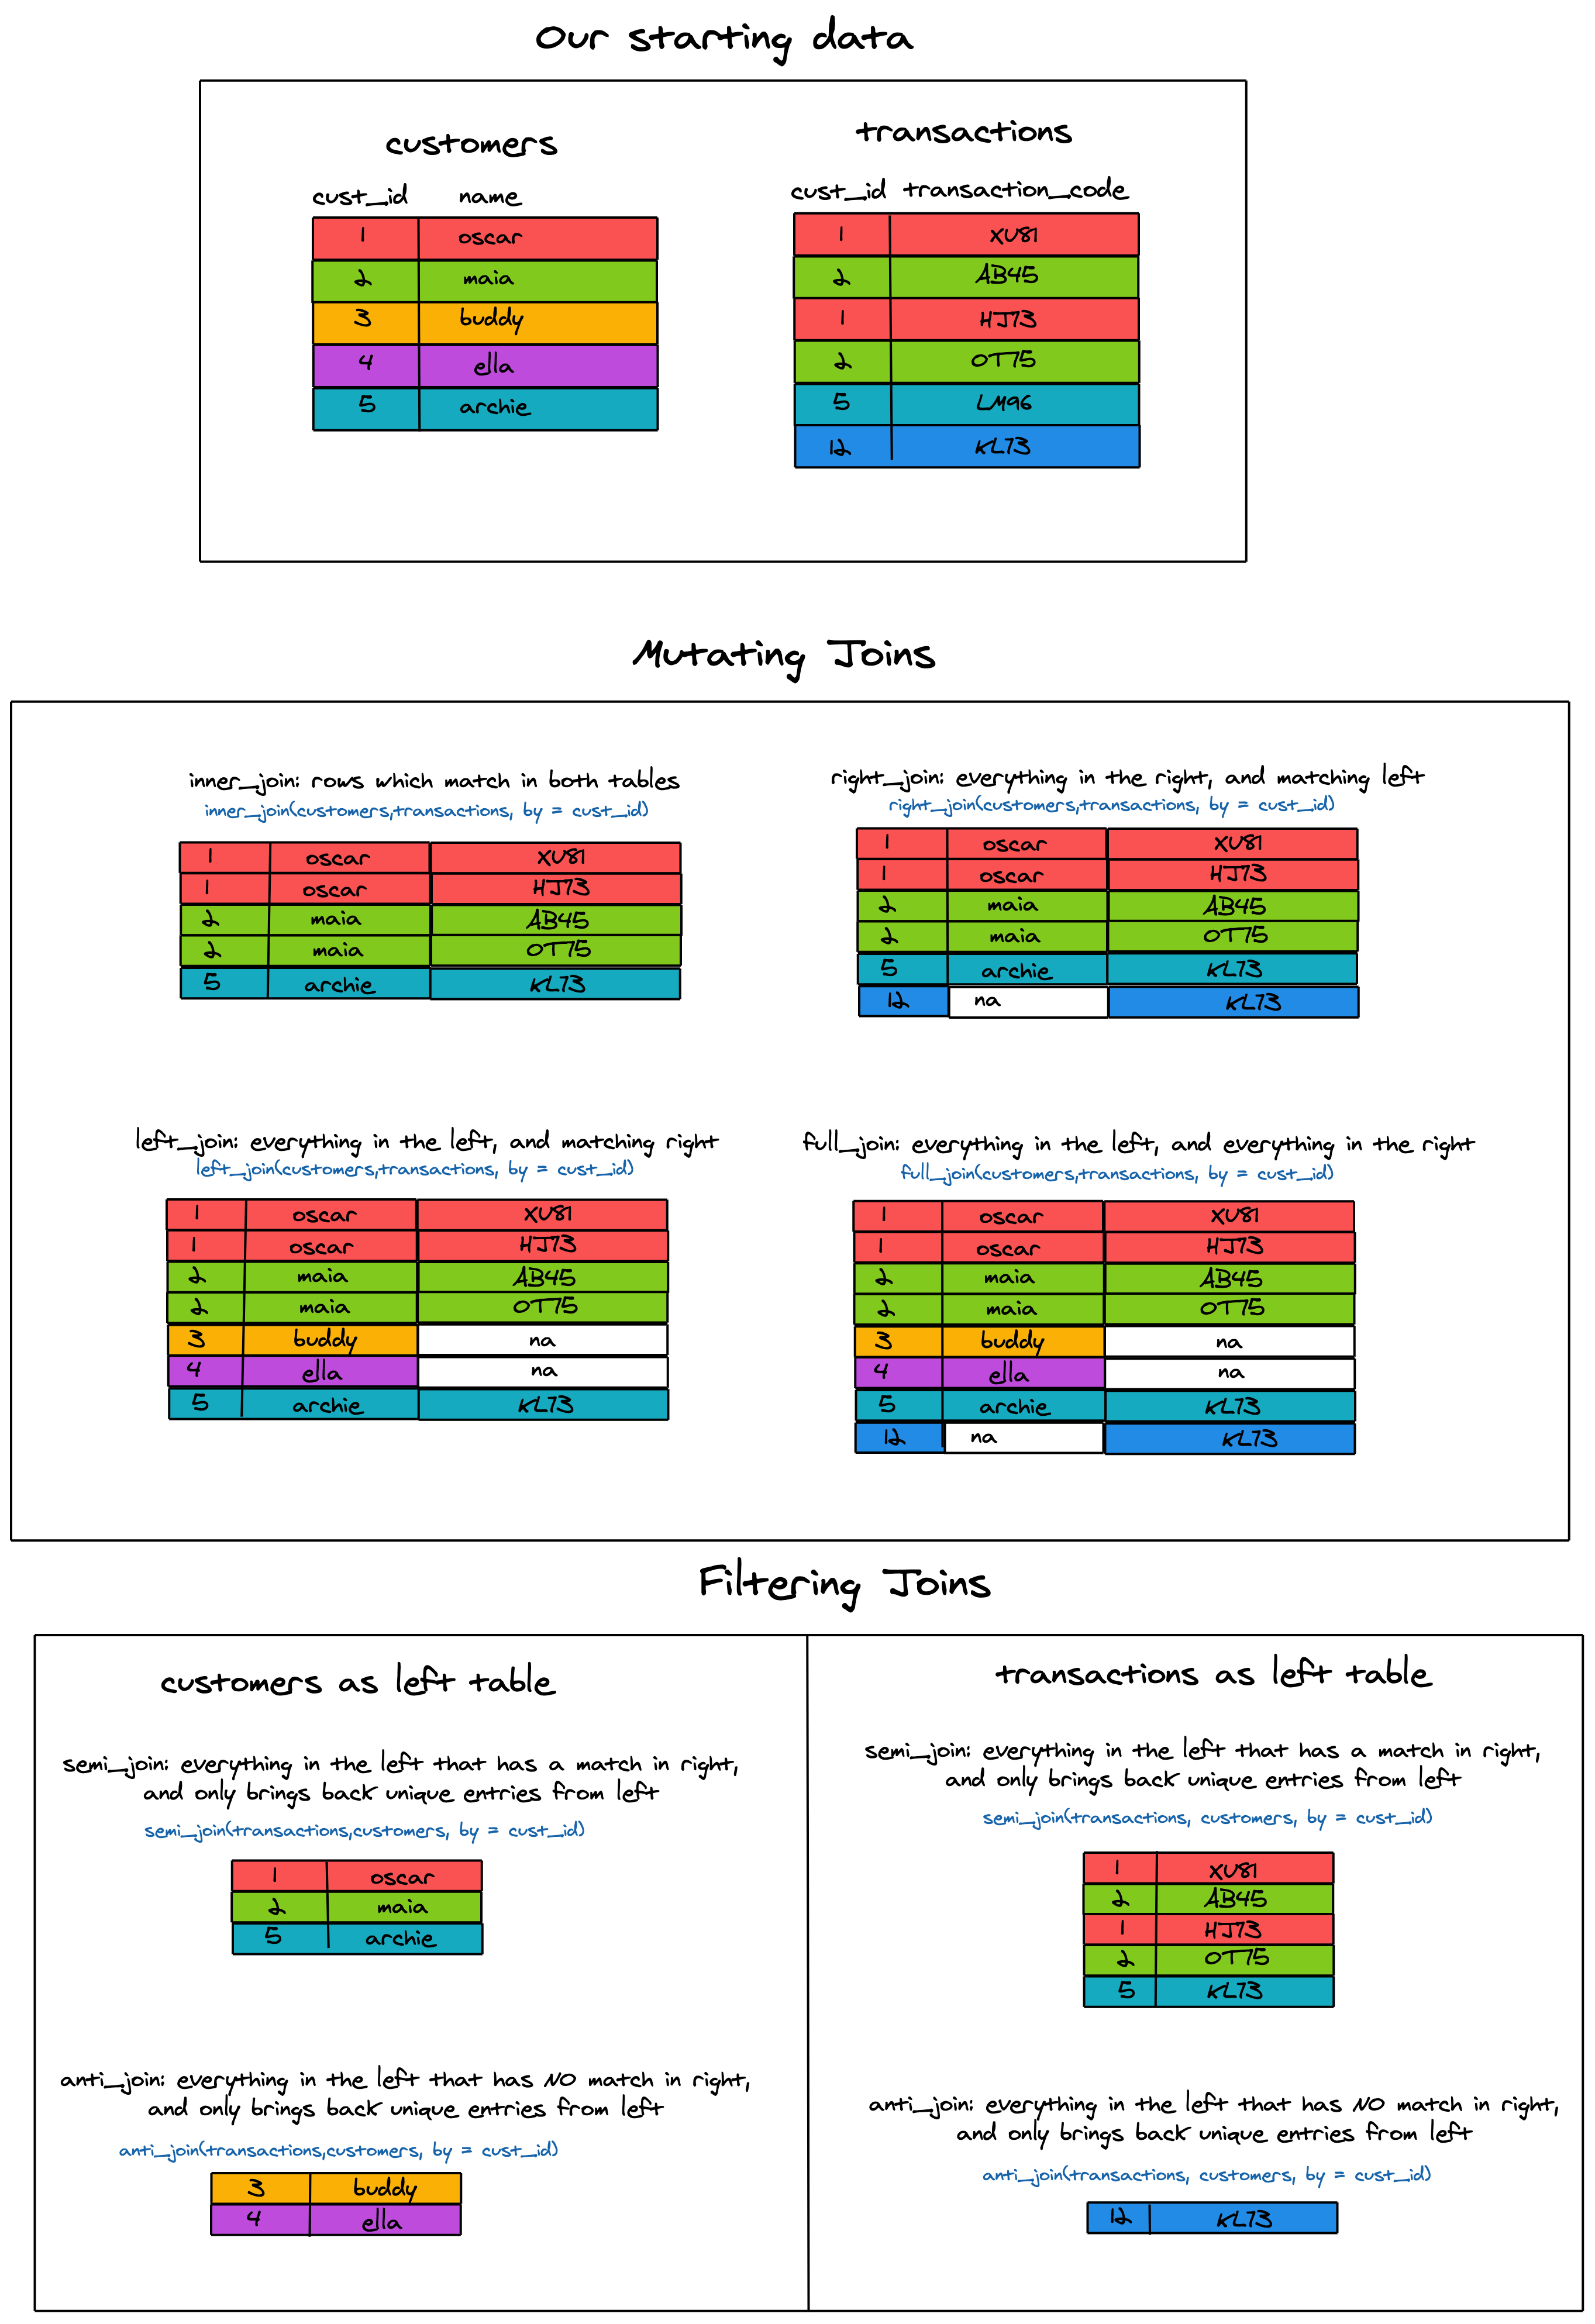 Our starting data
customers
cust_id name
1 oscar
2 maia
3 buddy
4 ella
5 archie
transactions
cust_id transaction_code
1 XU81
2 AB45
1 HJ73
2 OT75
5 LM96
12 KL73
Mutating Joins
inner_join: rows which match in both tables
inner_join(customers,transactions, by = cust_id)
1 oscar XU81
1 oscar HJ73
2 maia AB45
2 maia OT75
5 archie KL73
right_join: everything in the right, and matching left
right_join(customers,transactions, by = cust_id)
1 oscar XU81
1 oscar HJ73
2 maia AB45
2 maia OT75
5 archie KL73
12 na KL73
left_join: everything in the left, and matching right
left_join(customers,transactions, by = cust_id)
1 oscar XU81
1 oscar HJ73
2 maia AB45
2 maia OT75
3 buddy na
4 ella na
5 archie KL73
full_join: everything in the left, and everything in the right
full_join(customers,transactions, by = cust_id)
1 oscar XU81
1 oscar HJ73
2 maia AB45
2 maia OT75
3 buddy na
4 ella na
5 archie KL73
12 na KL73
Filtering Joins
customers as left table
semi_join: everything in the left that has a match in right,
and only brings back unique entries from left
semi_join(transactions,customers, by = cust_id)
1 oscar
2 maia
5 archie
anti_join: everything in the left that has NO match in right,
and only brings back unique entries from left
anti_join(transactions,customers, by = cust_id)
3 buddy
4 ella
transactions as left table
semi_join: everything in the left that has a match in right,
and only brings back unique entries from left
semi_join(transactions, customers, by = cust_id)
1 XU81
2 AB45
1 HJ73
2 OT75
5 KL73
anti_join: everything in the left that has NO match in right,
and only brings back unique entries from left
anti_join(transactions, customers, by = cust_id)
12 KL73